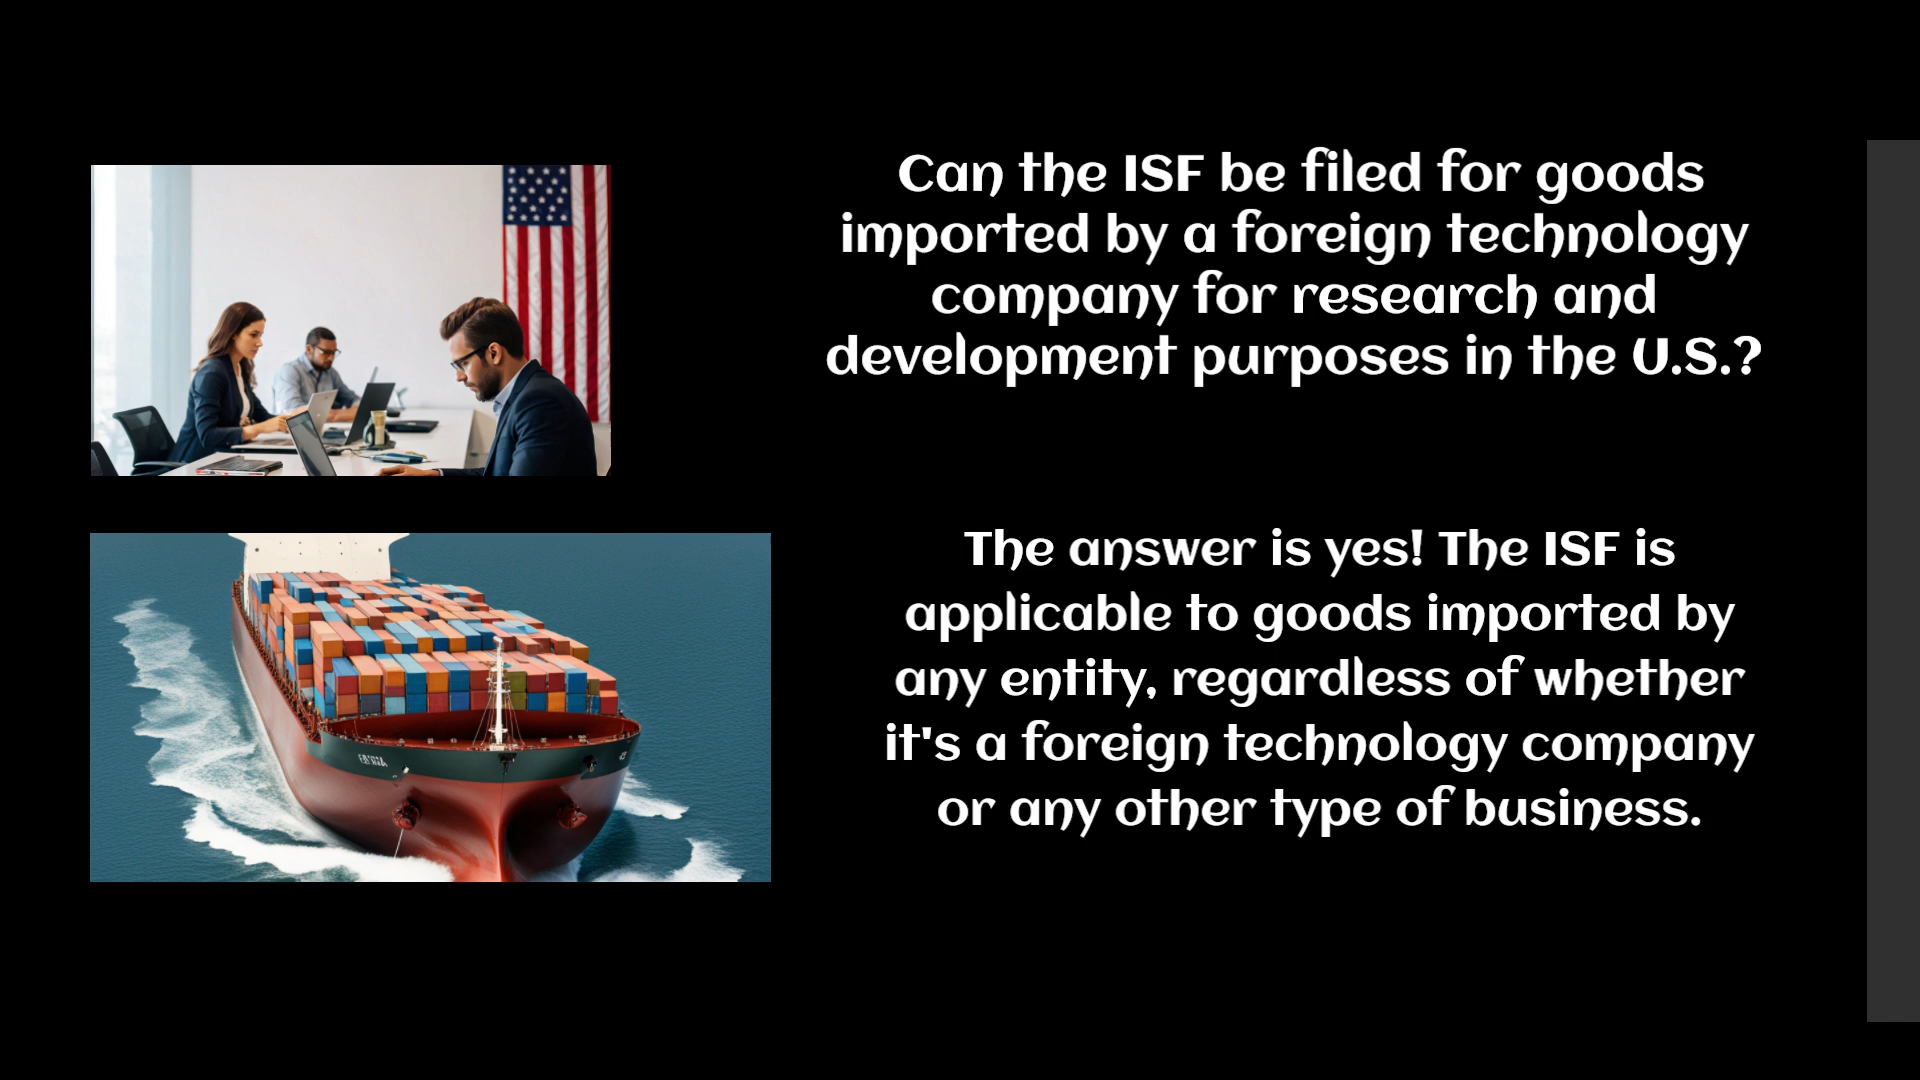 Can the ISF be filed for goods
imported by a foreign technology
company for research and
development purposes in the U.S.?
The answer is yes! The ISF is
applicable to goods imported by
any entity, regardless of whether
it's a foreign technology company
or any other type of business.